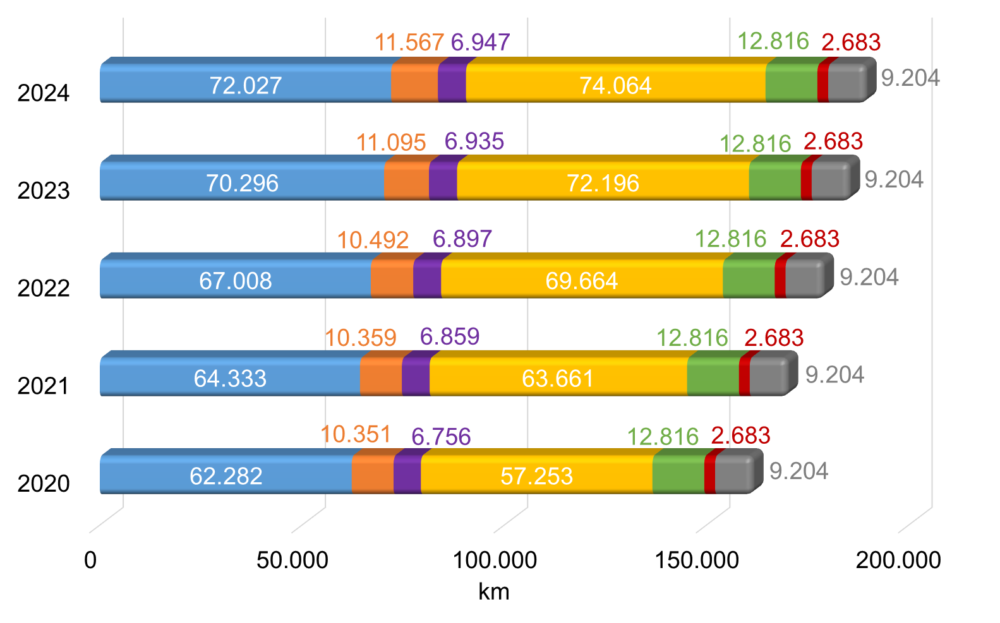 11.567 6.947 12.816 2.683
2024 72.027 74.064 9.204
11.095 6.935 12.816 2.683
2023 70.296 72.196 9.204
10.492 6.897 12.816 2.683
2022 67.008 69.664 9.204
10.359 6.859 12.816 2.683
2021 64.333 63.661 9.204
10.351 6.756 12.816 2.683
2020 62.282 57.253 9.204
0 50.000 100.000 150.000 200.000
km